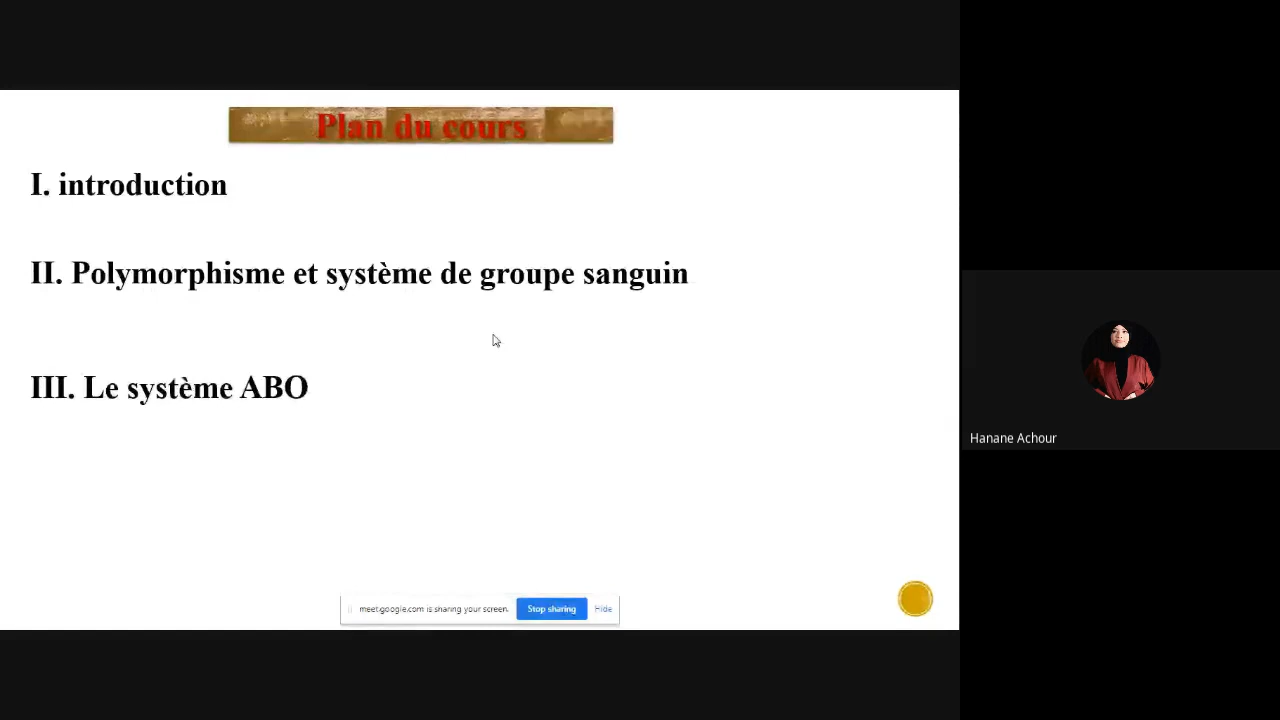 Plan du cours
I. introduction
II. Polymorphisme et système de groupe sanguin
III. Le système ABO
meet.google.com is sharing your screen.
Stop sharing
Hide
Hanane Achour